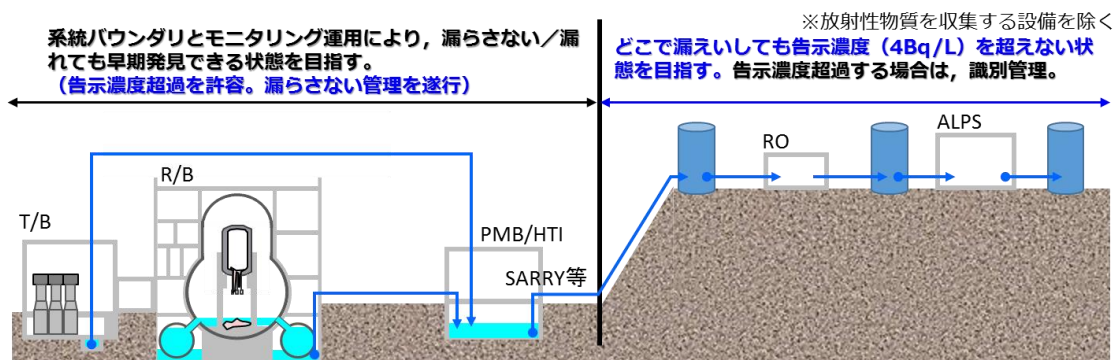 ※放射性物質を収集する設備を除く
系統バウンダリとモニタリング運用により，漏らさない／漏
れても早期発見できる状態を目指す。
（告示濃度超過を許容。漏らさない管理を遂行）
どこで漏えいしても告示濃度（4Bq/L）を超えない状
態を目指す。告示濃度超過する場合は，識別管理。
T/B
R/B
PMB/HTI
SARRY等
RO
ALPS